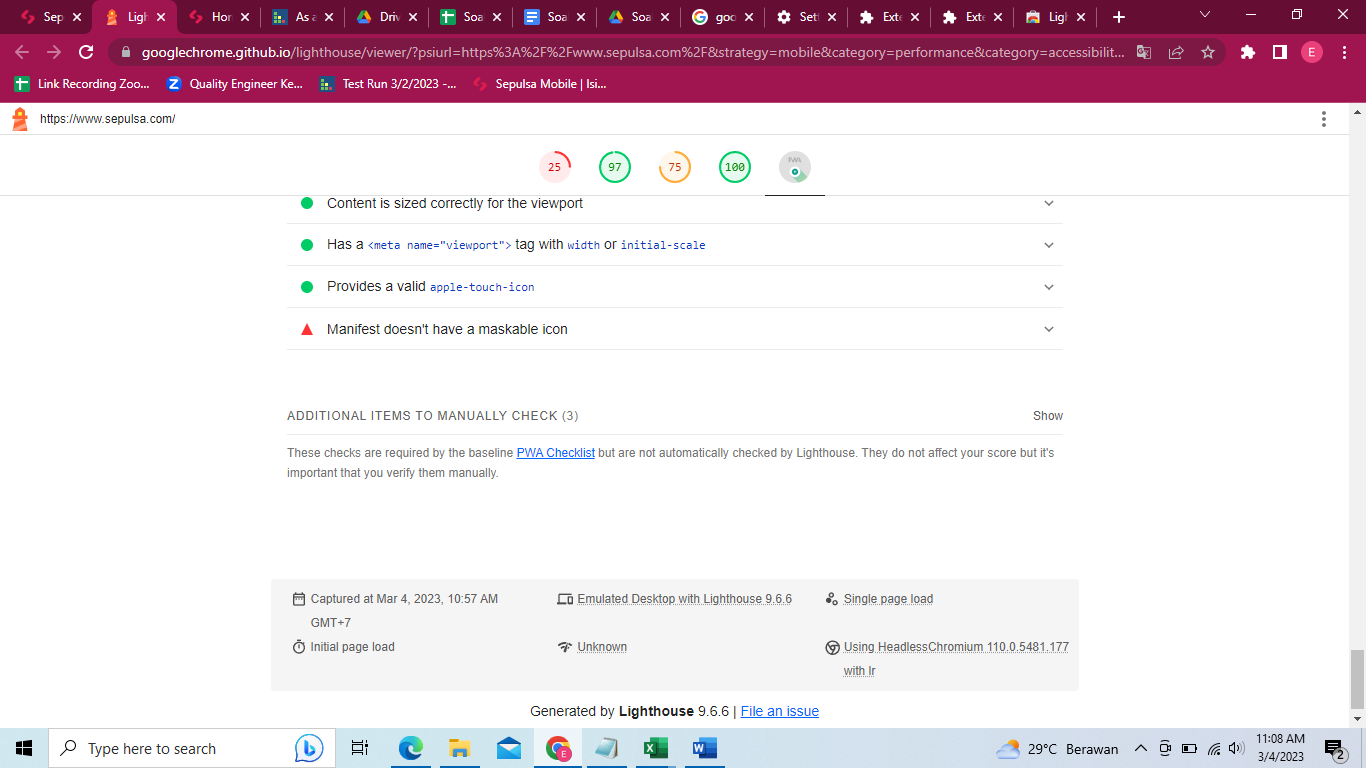 Sep
Ligh
Hor
As a
Driv
Soa
Soa
Soa
goo
Sett
Exte
Exte
Ligh
googlechrome.github.io/lighthouse/viewer/?psiurl=https%3A%2F%2Fwww.sepulsa.com%2F&strategy=mobile&category=performance&category=accessibilit...
E
Link Recording Zoo...
Quality Engineer Ke...
Test Run 3/2/2023 -...
Sepulsa Mobile | Isi...
https://www.sepulsa.com/
25
97
75
100
PWA
Content is sized correctly for the viewport
Has a <meta name="viewport"> tag with width or initial-scale
Provides a valid apple-touch-icon
Manifest doesn't have a maskable icon
ADDITIONAL ITEMS TO MANUALLY CHECK (3)
Show
These checks are required by the baseline PWA Checklist but are not automatically checked by Lighthouse. They do not affect your score but it's
important that you verify them manually.
Captured at Mar 4, 2023, 10:57 AM
GMT+7
Emulated Desktop with Lighthouse 9.6.6
Single page load
Initial page load
Unknown
Using HeadlessChromium 110.0.5481.177
with lr
Generated by Lighthouse 9.6.6 | File an issue
Type here to search
E
29°C Berawan
11:08 AM
3/4/2023
2